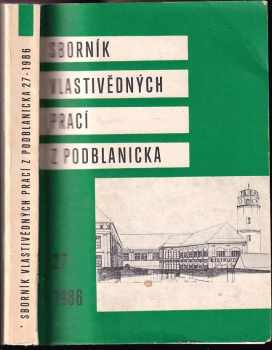 SBORNÍK VLASTIVĚDNÝCH PRACÍ Z PODBLANICKA 27 · 1986
SBORNÍK
VLASTIVĚDNÝCH
PRACÍ
Z PODBLANICKA
27
1986